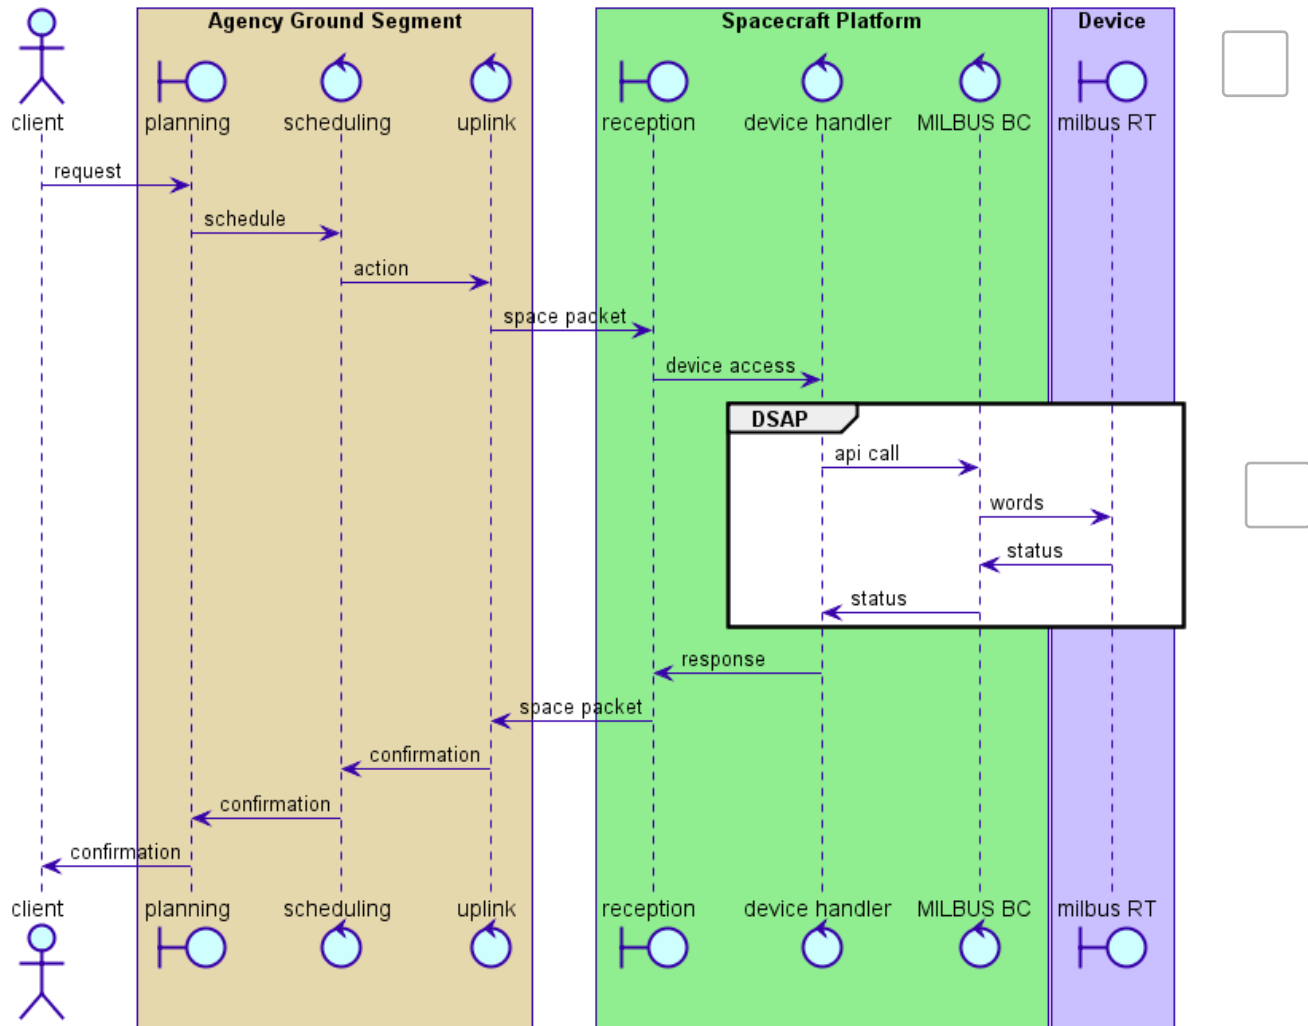 Agency Ground Segment
Spacecraft Platform
Device
client
planning
scheduling
uplink
reception
device handler
MILBUS BC
milbus RT
request
schedule
action
space packet
device access
DSAP
api call
words
status
status
response
space packet
confirmation
confirmation
confirmation
client
planning
scheduling
uplink
reception
device handler
MILBUS BC
milbus RT